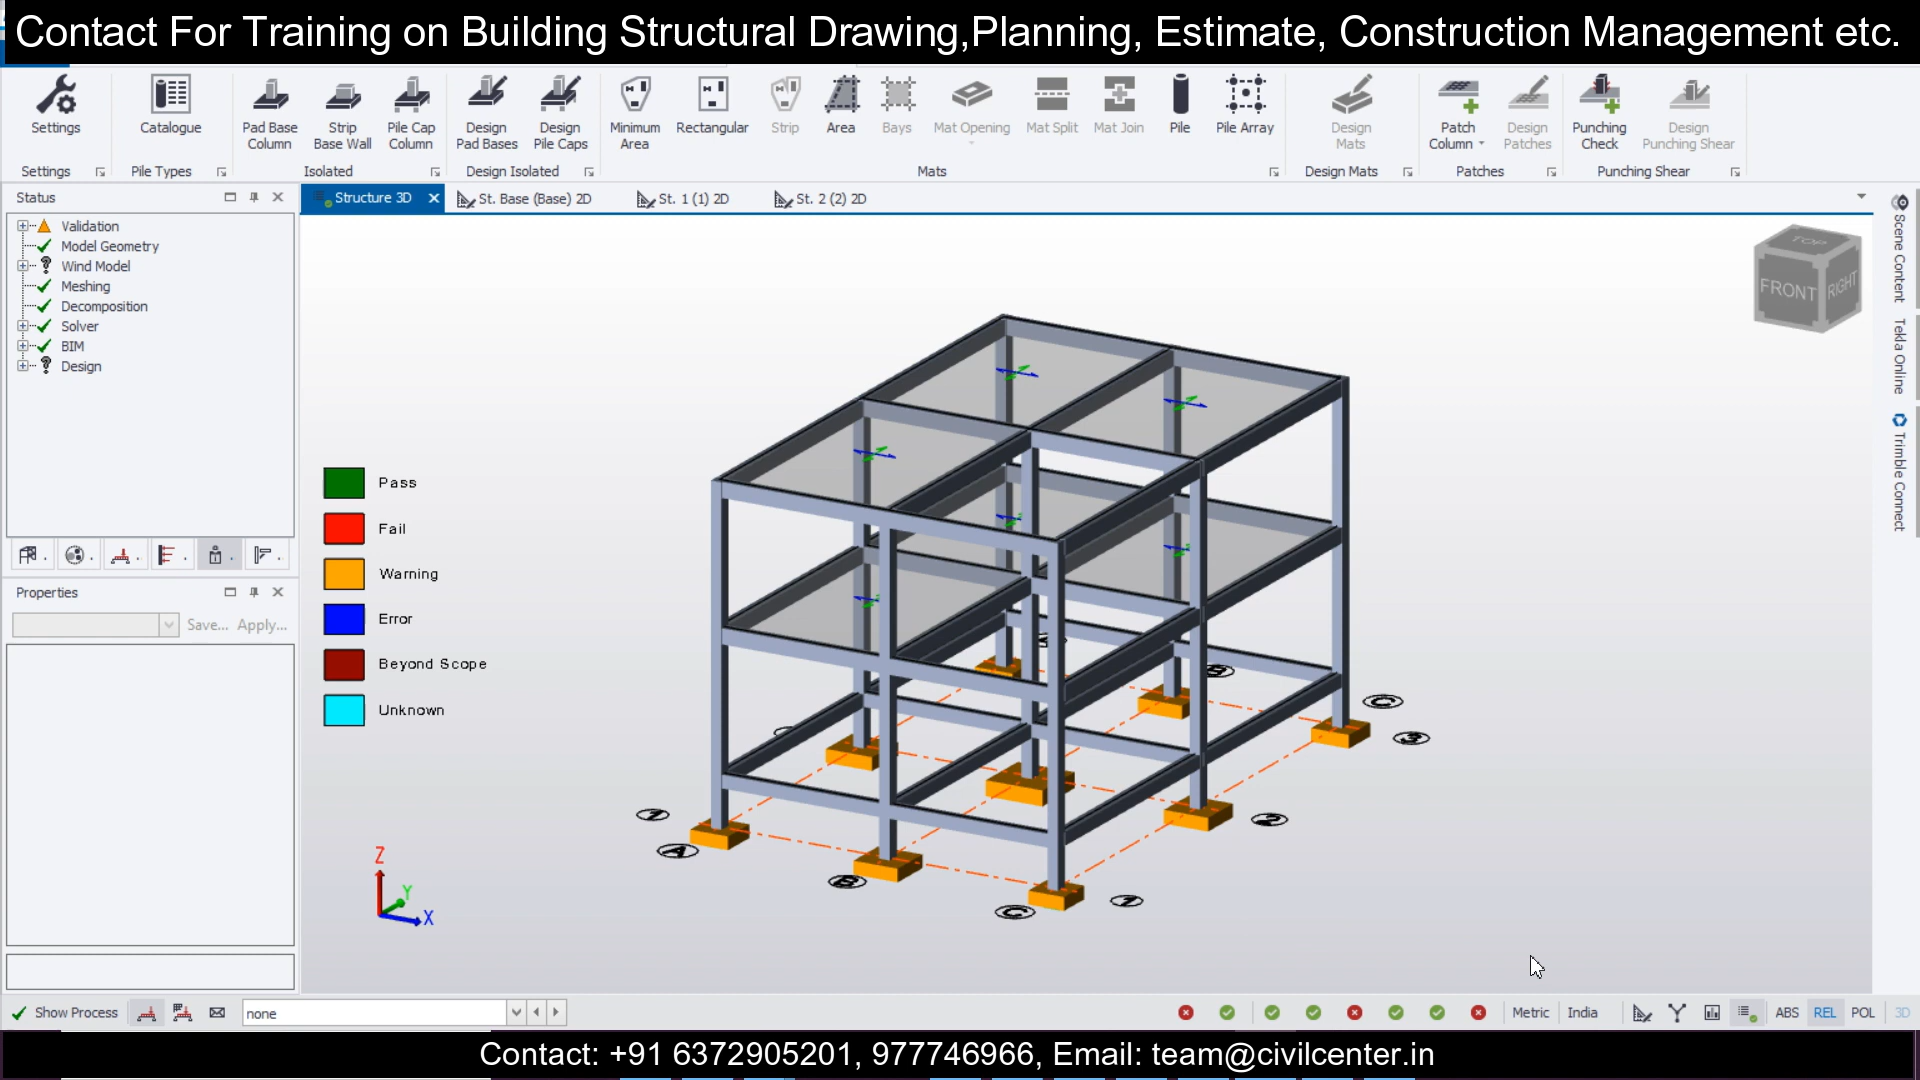 Contact For Training on Building Structural Drawing,Planning, Estimate, Construction Management etc.
Settings
Catalogue
Pad Base Column
Strip Base Wall
Pile Cap Column
Design Pad Bases
Design Pile Caps
Minimum Area
Rectangular
Strip
Area
Bays
Mat Opening
Mat Split
Mat Join
Pile
Pile Array
Design Mats
Patch Column
Design Patches
Punching Check
Design Punching Shear
Settings
Pile Types
Isolated
Design Isolated
Mats
Design Mats
Patches
Punching Shear
Status
Structure 3D
St. Base (Base) 2D
St. 1 (1) 2D
St. 2 (2) 2D
Validation
Model Geometry
Wind Model
Meshing
Decomposition
Solver
BIM
Design
Properties
Save... Apply...
Pass
Fail
Warning
Error
Beyond Scope
Unknown
TOP
FRONT
RIGHT
Scene Content
Tekla Online
Trimble Connect
B
C
3
1
2
A
B
C
1
Z
Y
X
Show Process
none
Metric
India
ABS
REL
POL
3D
Contact: +91 6372905201, 977746966, Email: team@civilcenter.in